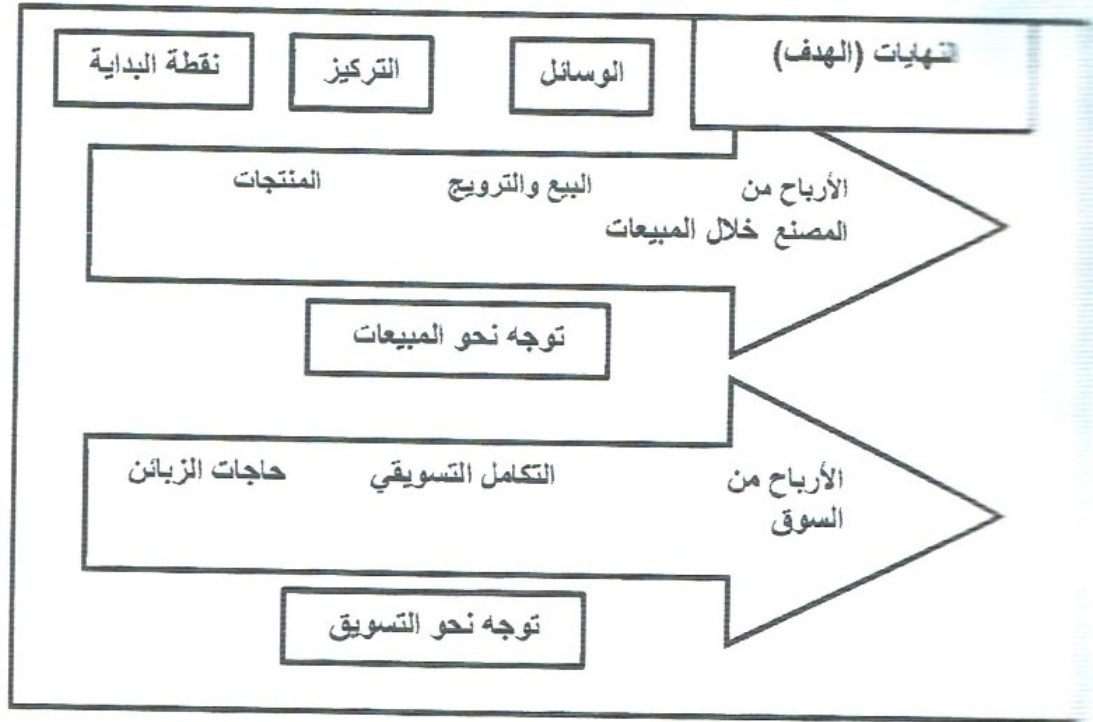 نقطة البداية
التركيز
الوسائل
النهايات (الهدف)
المنتجات
البيع والترويج
الأرباح من
المصنع خلال المبيعات
توجه نحو المبيعات
حاجات الزبائن
التكامل التسويقي
الأرباح من
السوق
توجه نحو التسويق